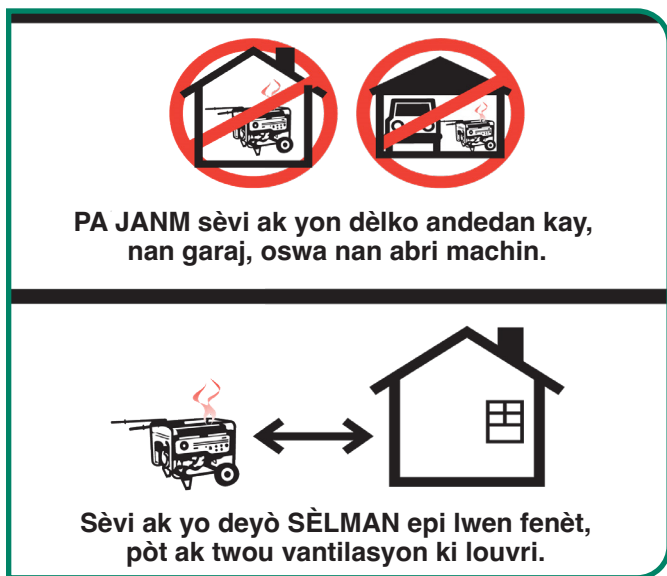 PA JANM sèvi ak yon dèlko andedan kay,
nan garaj, oswa nan abri machin.
Sèvi ak yo deyò SÈLMAN epi lwen fenèt,
pòt ak twou vantilasyon ki louvri.